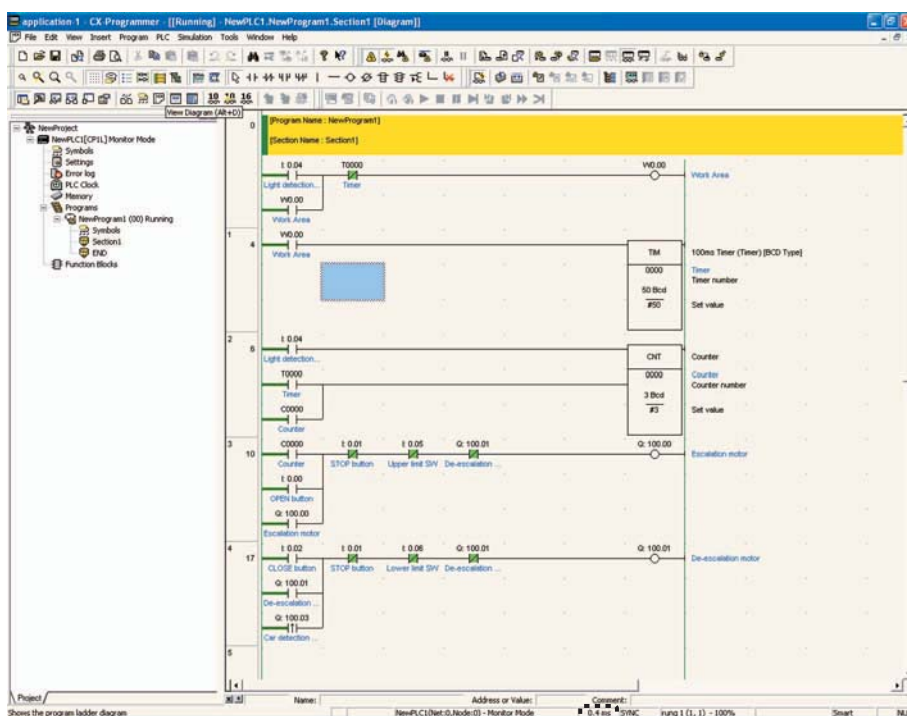 application-1 - CX-Programmer - [[Running] - NewPLC1.NewProgram1.Section1 [Diagram]]
File Edit View Insert Program PLC Simulation Tools Window Help
View Diagram (Alt+D)
NewProject
NewPLC1[CP1L] Monitor Mode
Symbols
Settings
Error log
PLC Clock
Memory
Programs
NewProgram1 (00) Running
Symbols
Section1
END
Function Blocks
Project
0
[Program Name : NewProgram1]
[Section Name : Section1]
I: 0.04 T0000 W0.00
Light detection... Timer Work Area
W0.00
Work Area
1
4
W0.00
Work Area
TIM 100ms Timer (Timer) [BCD Type]
0000 Timer
Timer number
50 Bcd
#50 Set value
2
6
I: 0.04
Light detection...
CNT Counter
T0000 0000 Counter
Timer Counter number
3 Bcd
C0000 #3 Set value
Counter
3
10
C0000 I: 0.01 I: 0.05 Q: 100.01 Q: 100.00
Counter STOP button Upper limit SW De-escalation ... Escalation motor
I: 0.00
OPEN button
Q: 100.00
Escalation motor
4
17
I: 0.02 I: 0.01 I: 0.06 Q: 100.01 Q: 100.01
CLOSE button STOP button Lower limit SW De-escalation ... De-escalation motor
Q: 100.01
De-escalation ...
Q: 100.03
Car detection ...
5
Name: Address or Value: Comment:
Shows the program ladder diagram NewPLC1(Net:0,Node:0) - Monitor Mode 0.4 ms SYNC rung 1 (1, 1) - 100% Smart